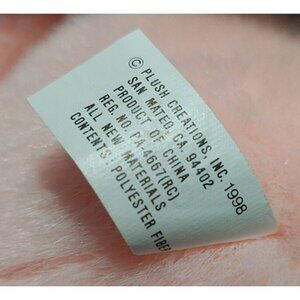 © PLUSH CREATIONS INC. 1998
SAN MATEO, CA 94402
PRODUCT OF CHINA
REG. NO. PA-4667(RC)
ALL NEW MATERIALS
CONTENTS: POLYESTER FIBER